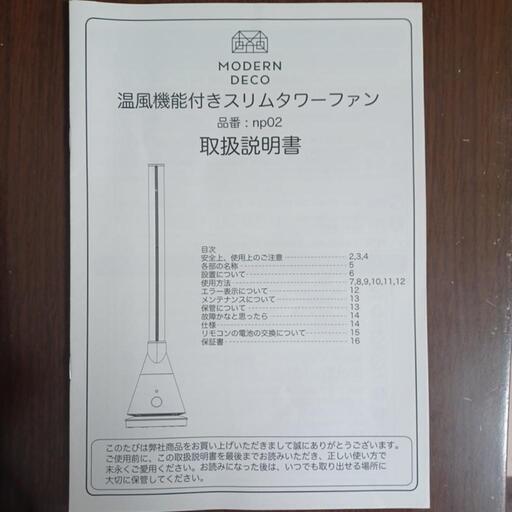 MODERN
DECO
温風機能付きスリムタワーファン
品番：np02
取扱説明書
目次
安全上、使用上のご注意 2,3,4
各部の名称 5
設置について 6
使用方法 7,8,9,10,11,12
エラー表示について 12
メンテナンスについて 13
保管について 13
故障かなと思ったら 14
仕様 14
リモコンの電池の交換について 15
保証書 16
このたびは弊社商品をお買い上げいただきまして誠にありがとうございます。
ご使用前に、この取扱説明書を最後までお読みいただき、正しい使い方で
末永くご愛用ください。お読みになった後は、いつでも取り出せる場所に
大切に保管してください。